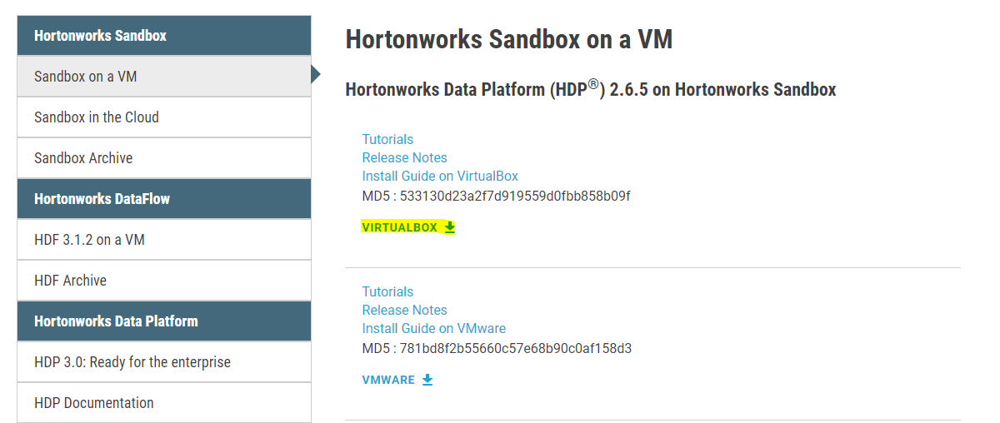 Hortonworks Sandbox
Sandbox on a VM
Sandbox in the Cloud
Sandbox Archive
Hortonworks DataFlow
HDF 3.1.2 on a VM
HDF Archive
Hortonworks Data Platform
HDP 3.0: Ready for the enterprise
HDP Documentation
Hortonworks Sandbox on a VM
Hortonworks Data Platform (HDP®) 2.6.5 on Hortonworks Sandbox
Tutorials
Release Notes
Install Guide on VirtualBox
MD5 : 533130d23a2f7d919559d0fbb858b09f
VIRTUALBOX
Tutorials
Release Notes
Install Guide on VMware
MD5 : 781bd8f2b55660c57e68b90c0af158d3
VMWARE